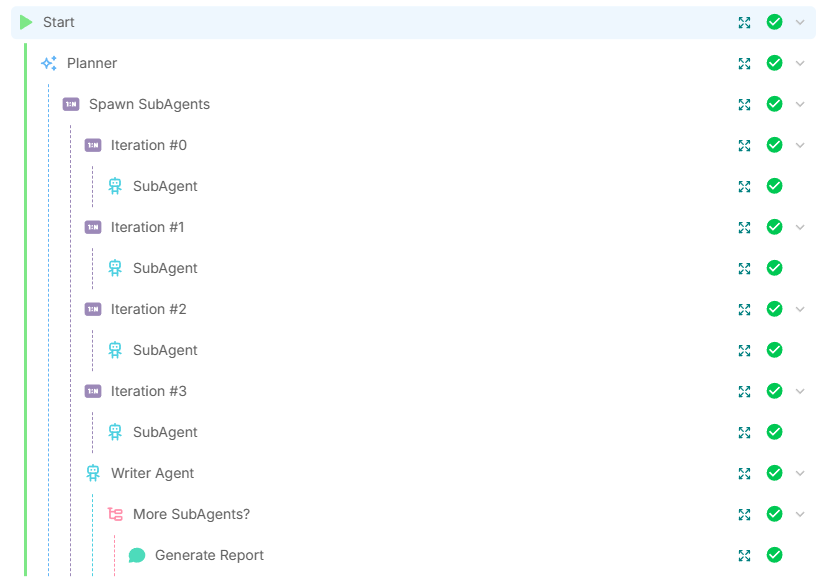 Start
Planner
1:N Spawn SubAgents
1:N Iteration #0
SubAgent
1:N Iteration #1
SubAgent
1:N Iteration #2
SubAgent
1:N Iteration #3
SubAgent
Writer Agent
More SubAgents?
Generate Report